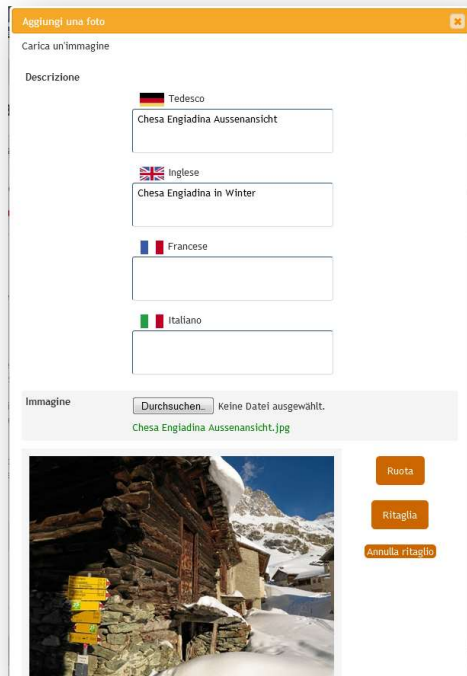 Aggiungi una foto
Carica un'immagine
Descrizione
Tedesco
Chesa Engiadina Aussenansicht
Inglese
Chesa Engiadina in Winter
Francese
Italiano
Immagine
Durchsuchen_ Keine Datei ausgewählt.
Chesa Engiadina Aussenansicht.jpg
Ruota
Ritaglia
Annulla ritaglio